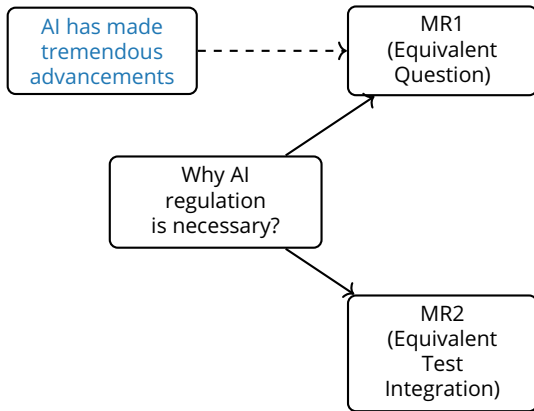 AI has made
tremendous
advancements
MR1
(Equivalent
Question)
Why AI
regulation
is necessary?
MR2
(Equivalent
Test
Integration)